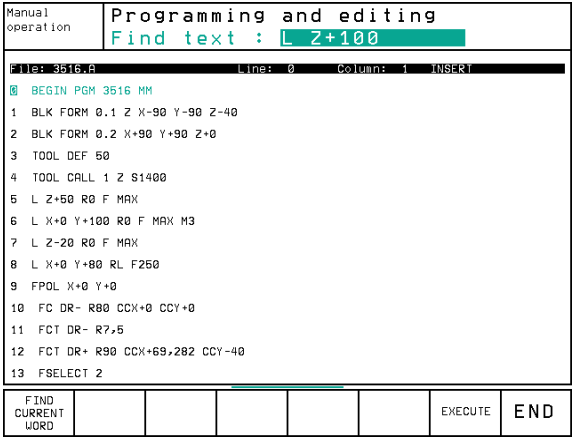 Manual
operation
Programming and editing
Find text : L Z+100
File: 3516.A Line: 0 Column: 1 INSERT
0 BEGIN PGM 3516 MM
1 BLK FORM 0.1 Z X-90 Y-90 Z-40
2 BLK FORM 0.2 X+90 Y+90 Z+0
3 TOOL DEF 50
4 TOOL CALL 1 Z S1400
5 L Z+50 R0 F MAX
6 L X+0 Y+100 R0 F MAX M3
7 L Z-20 R0 F MAX
8 L X+0 Y+80 RL F250
9 FPOL X+0 Y+0
10 FC DR- R80 CCX+0 CCY+0
11 FCT DR- R7,5
12 FCT DR+ R90 CCX+69,282 CCY-40
13 FSELECT 2
FIND
CURRENT
WORD
EXECUTE
END